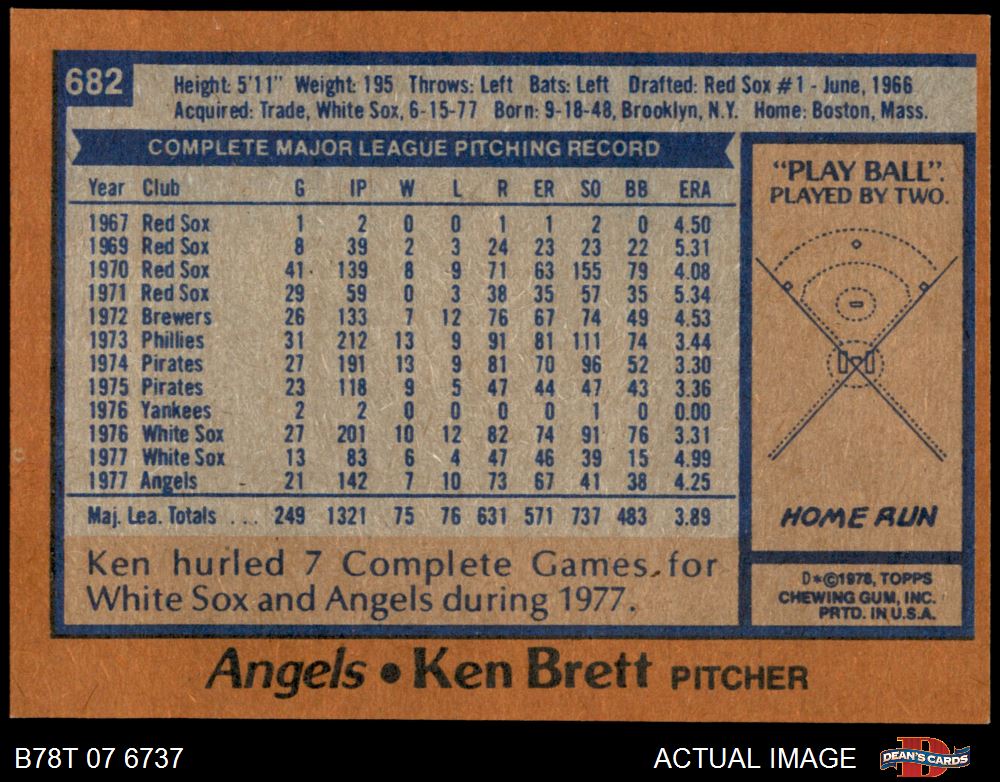 682
Height: 5'11" Weight: 195 Throws: Left Bats: Left Drafted: Red Sox #1 - June, 1966
Acquired: Trade, White Sox, 6-15-77 Born: 9-18-48, Brooklyn, N.Y. Home: Boston, Mass.
COMPLETE MAJOR LEAGUE PITCHING RECORD
Year Club G IP W L R ER SO BB ERA
1967 Red Sox 1 2 0 0 1 1 2 0 4.50
1969 Red Sox 8 39 2 3 24 23 23 22 5.31
1970 Red Sox 41 139 8 9 71 63 155 79 4.08
1971 Red Sox 29 59 0 3 38 35 57 35 5.34
1972 Brewers 26 133 7 12 76 67 74 49 4.53
1973 Phillies 31 212 13 9 91 81 111 74 3.44
1974 Pirates 27 191 13 9 81 70 96 52 3.30
1975 Pirates 23 118 9 5 47 44 47 43 3.36
1976 Yankees 2 2 0 0 0 0 1 0 0.00
1976 White Sox 27 201 10 12 82 74 91 76 3.31
1977 White Sox 13 83 6 4 47 46 39 15 4.99
1977 Angels 21 142 7 10 73 67 41 38 4.25
Maj. Lea. Totals ... 249 1321 75 76 631 571 737 483 3.89
Ken hurled 7 Complete Games for
White Sox and Angels during 1977.
"PLAY BALL".
PLAYED BY TWO.
HOME RUN
D*©1978, TOPPS
CHEWING GUM, INC.
PRTD. IN U.S.A.
Angels • Ken Brett PITCHER
B78T 07 6737
ACTUAL IMAGE
DEAN'S CARDS